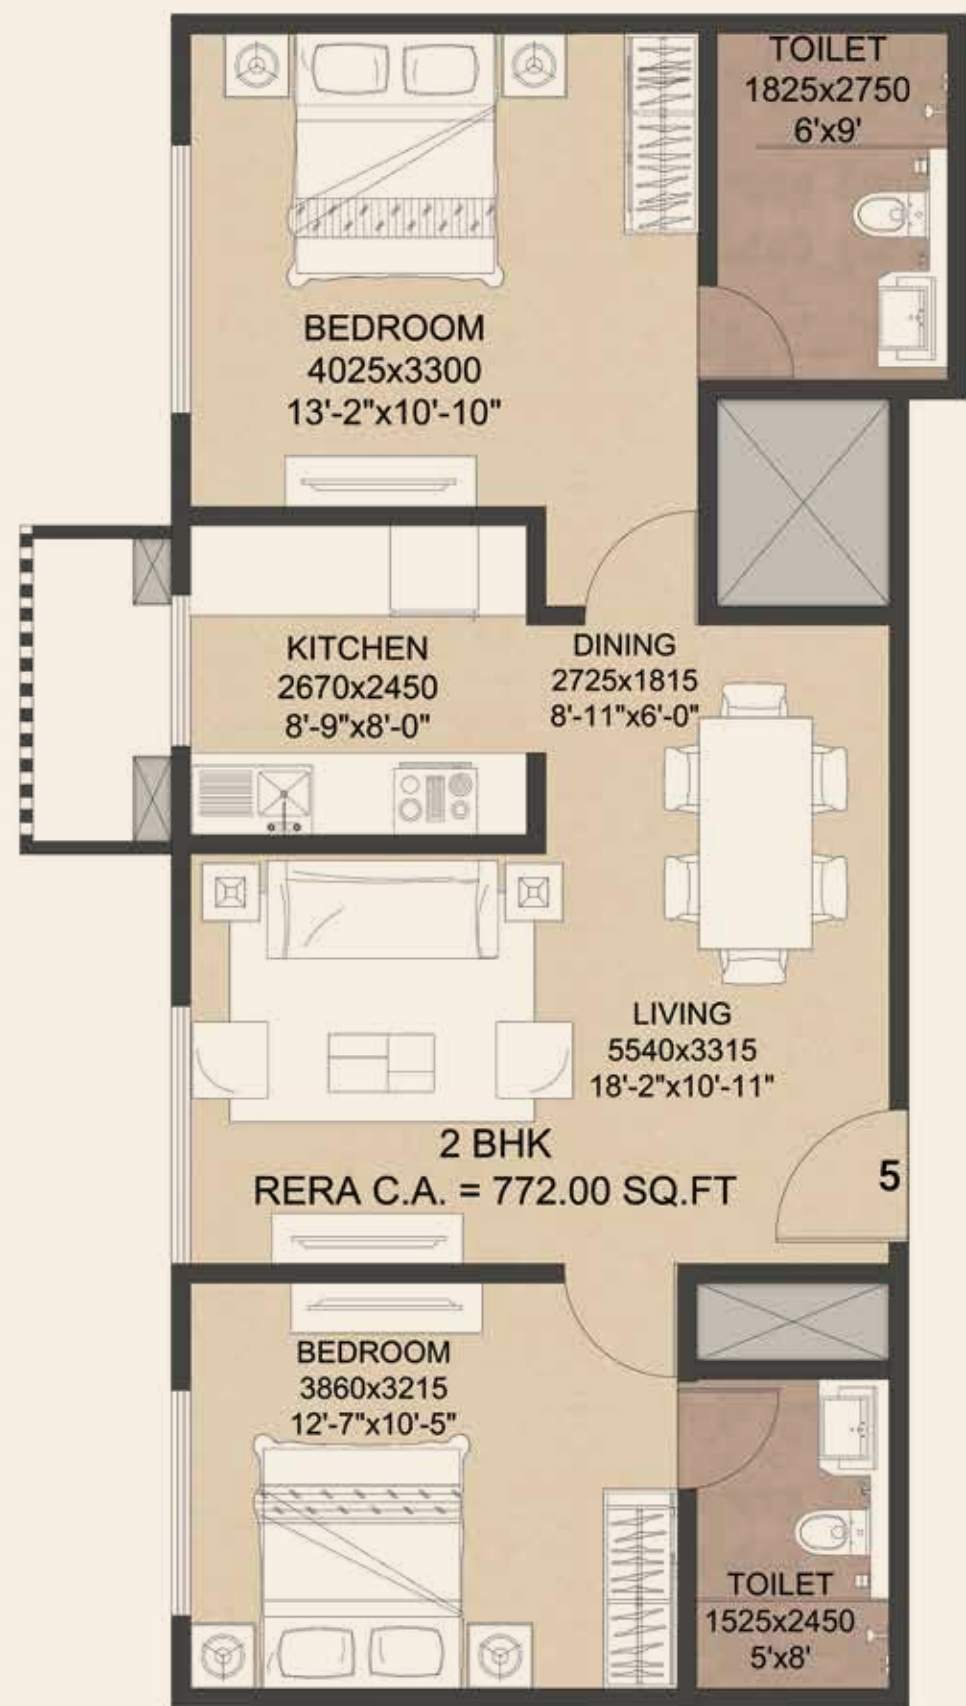 TOILET
1825x2750
6'x9'
BEDROOM
4025x3300
13'-2"x10'-10"
KITCHEN
2670x2450
8'-9"x8'-0"
DINING
2725x1815
8'-11"x6'-0"
LIVING
5540x3315
18'-2"x10'-11"
2 BHK
RERA C.A. = 772.00 SQ.FT
5
BEDROOM
3860x3215
12'-7"x10'-5"
TOILET
1525x2450
5'x8'